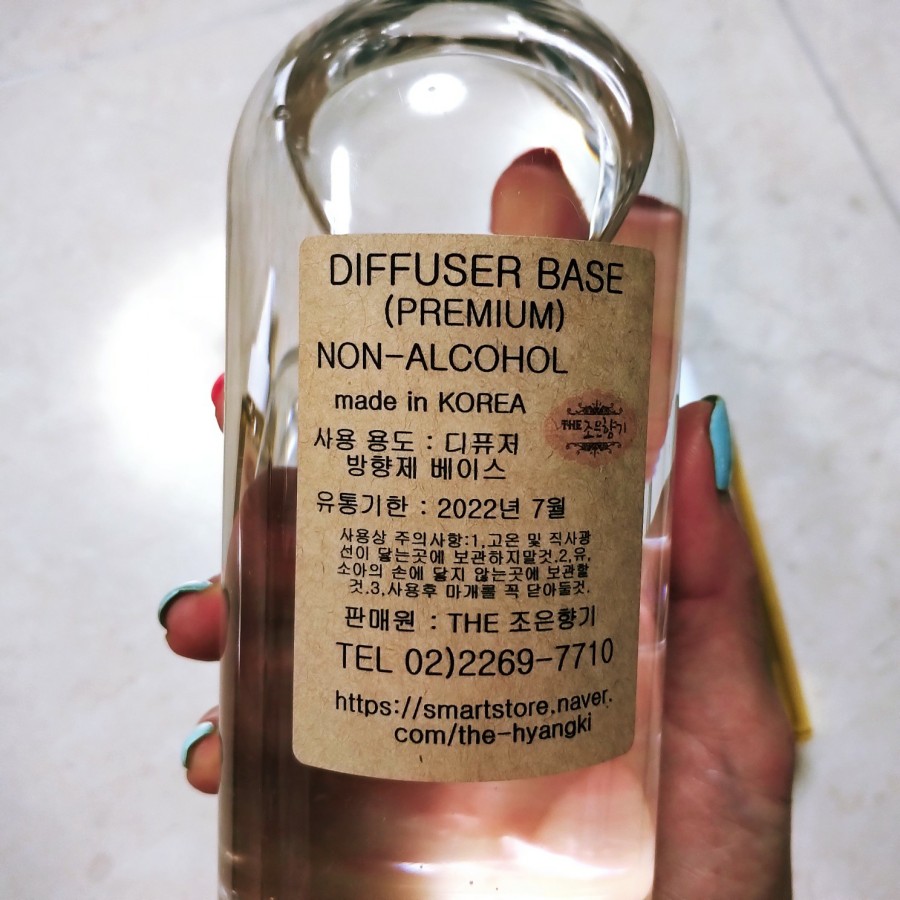 DIFFUSER BASE
(PREMIUM)
NON-ALCOHOL
made in KOREA
THE 조은향기
사용 용도 : 디퓨저
방향제 베이스
유통기한 : 2022년 7월
사용상 주의사항:1,고온 및 직사광
선이 닿는곳에 보관하지말것.2,유,
소아의 손에 닿지 않는곳에 보관할
것.3,사용후 마개를 꼭 닫아둘것.
판매원 : THE 조은향기
TEL 02)2269-7710
https://smartstore.naver.
com/the-hyangki